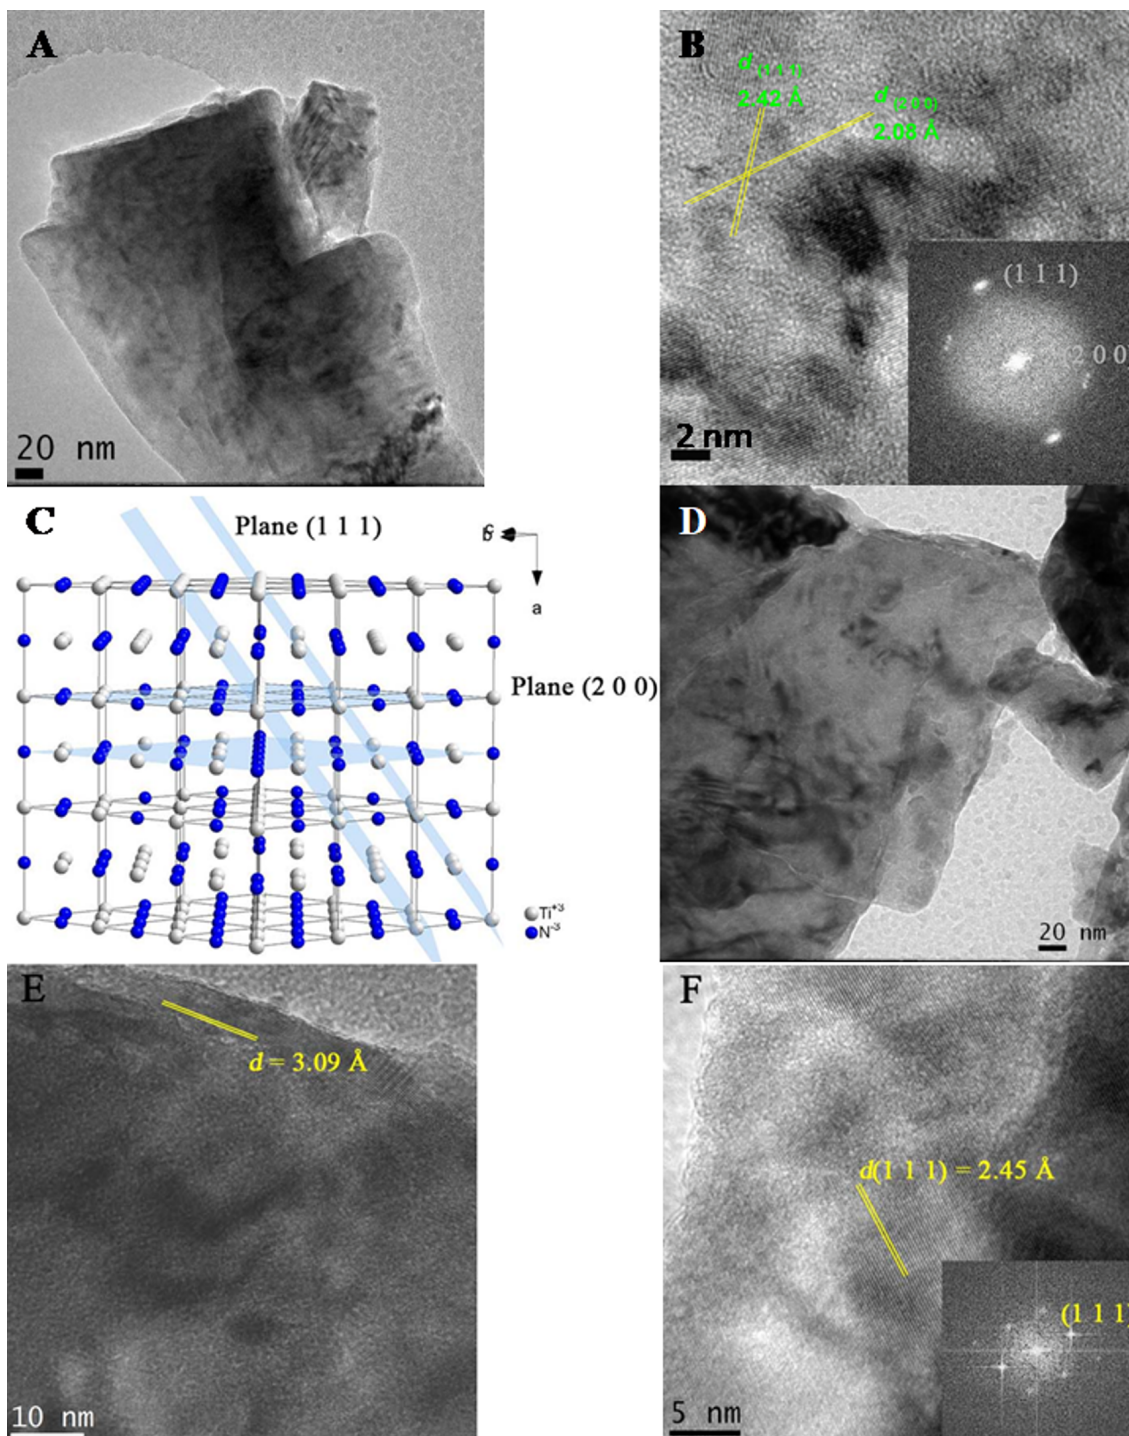 A
20 nm
B
d (1 1 1)
2.42 Å
d (2 0 0)
2.08 Å
(1 1 1)
2 0 0
2 nm
C
Plane (1 1 1)
a
Plane (2 0 0)
Ti+3
N-3
D
20 nm
E
d = 3.09 Å
10 nm
F
d(1 1 1) = 2.45 Å
(1 1 1)
5 nm